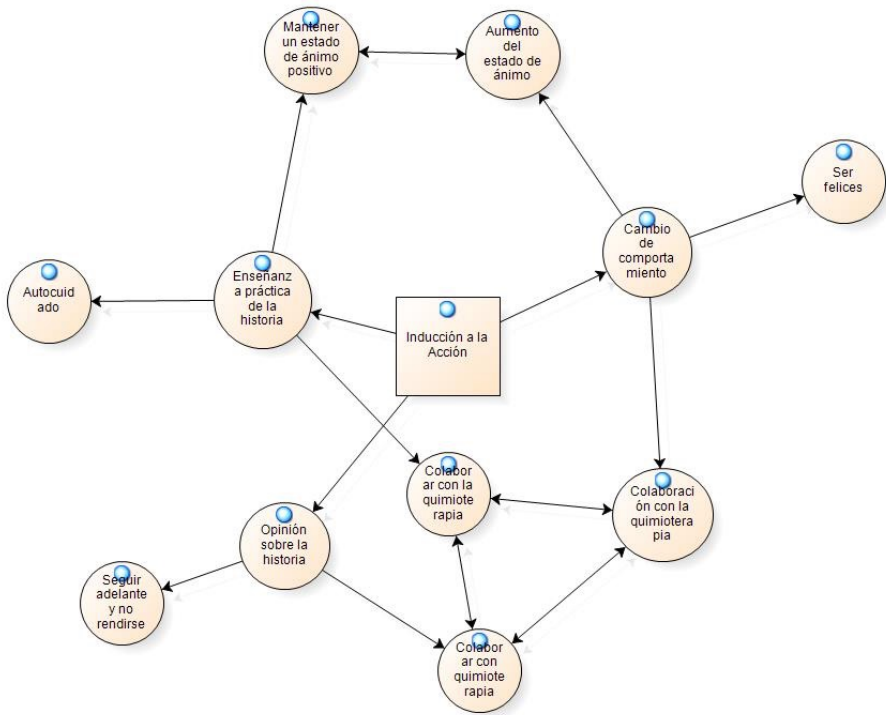 Mantener
un estado
de ánimo
positivo
Aumento
del
estado de
ánimo
Ser
felices
Cambio
de
comporta
miento
Autocuid
ado
Enseñanz
a práctica
de la
historia
Inducción a la
Acción
Colabor
ar con la
quimiote
rapia
Colaboraci
ón con la
quimiotera
pia
Opinión
sobre la
historia
Seguir
adelante
y no
rendirse
Colabor
ar con
quimiote
rapia